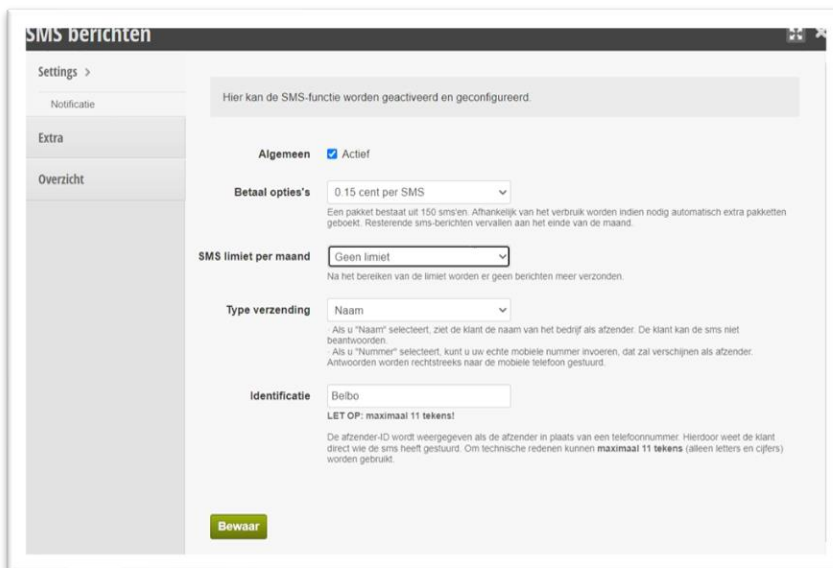 SMS berichten
Settings >
Notificatie
Extra
Overzicht
Hier kan de SMS-functie worden geactiveerd en geconfigureerd.
Algemeen Actief
Betaal opties's 0.15 cent per SMS
Een pakket bestaat uit 150 sms'en. Afhankelijk van het verbruik worden indien nodig automatisch extra pakketten
geboekt. Resterende sms-berichten vervallen aan het einde van de maand.
SMS limiet per maand Geen limiet
Na het bereiken van de limiet worden er geen berichten meer verzonden.
Type verzending Naam
· Als u "Naam" selecteert, ziet de klant de naam van het bedrijf als afzender. De klant kan de sms niet
beantwoorden.
· Als u "Nummer" selecteert, kunt u uw echte mobiele nummer invoeren, dat zal verschijnen als afzender.
Antwoorden worden rechtstreeks naar de mobiele telefoon gestuurd.
Identificatie Belbo
LET OP: maximaal 11 tekens!
De afzender-ID wordt weergegeven als de afzender in plaats van een telefoonnummer. Hierdoor weet de klant
direct wie de sms heeft gestuurd. Om technische redenen kunnen maximaal 11 tekens (alleen letters en cijfers)
worden gebruikt.
Bewaar